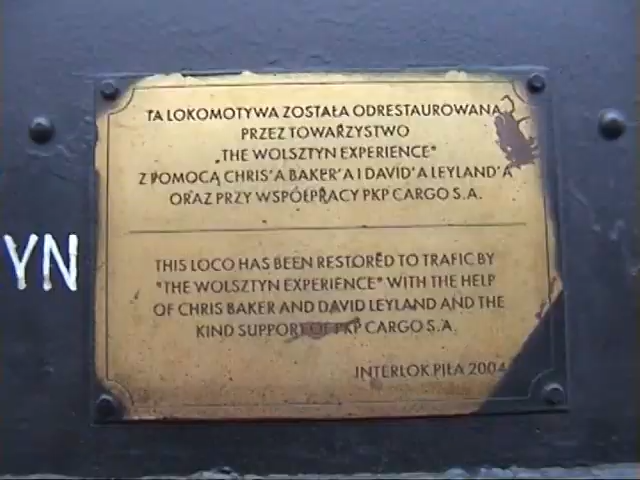 TA LOKOMOTYWA ZOSTAŁA ODRESTAUROWANA
PRZEZ TOWARZYSTWO
„THE WOLSZTYN EXPERIENCE"
Z POMOCĄ CHRIS'A BAKER'A I DAVID'A LEYLAND'A
ORAZ PRZY WSPÓŁPRACY PKP CARGO S.A.
YN
THIS LOCO HAS BEEN RESTORED TO TRAFIC BY
"THE WOLSZTYN EXPERIENCE" WITH THE HELP
OF CHRIS BAKER AND DAVID LEYLAND AND THE
KIND SUPPORT OF PKP CARGO S.A.
INTERLOK PIŁA 2004